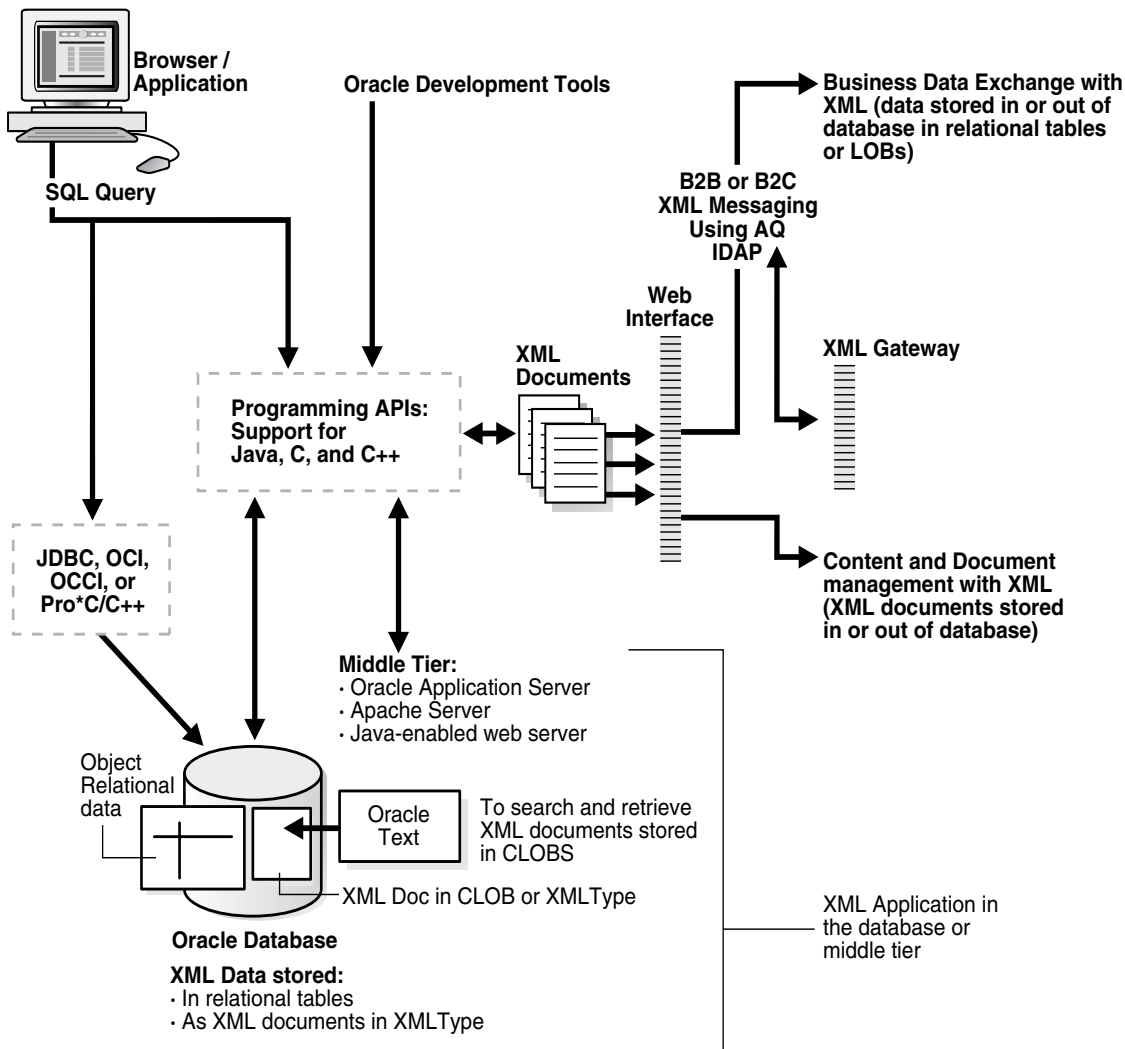 Browser /
Application
Oracle Development Tools
Business Data Exchange with
XML (data stored in or out of
database in relational tables
or LOBs)
SQL Query
B2B or B2C
XML Messaging
Using AQ
IDAP
Web
Interface
XML Gateway
XML
Documents
Programming APIs:
Support for
Java, C, and C++
JDBC, OCI,
OCCI, or
Pro*C/C++
Content and Document
management with XML
(XML documents stored
in or out of database)
Middle Tier:
· Oracle Application Server
· Apache Server
· Java-enabled web server
Object
Relational
data
Oracle
Text
To search and retrieve
XML documents stored
in CLOBS
XML Doc in CLOB or XMLType
XML Application in
the database or
middle tier
Oracle Database
XML Data stored:
· In relational tables
· As XML documents in XMLType